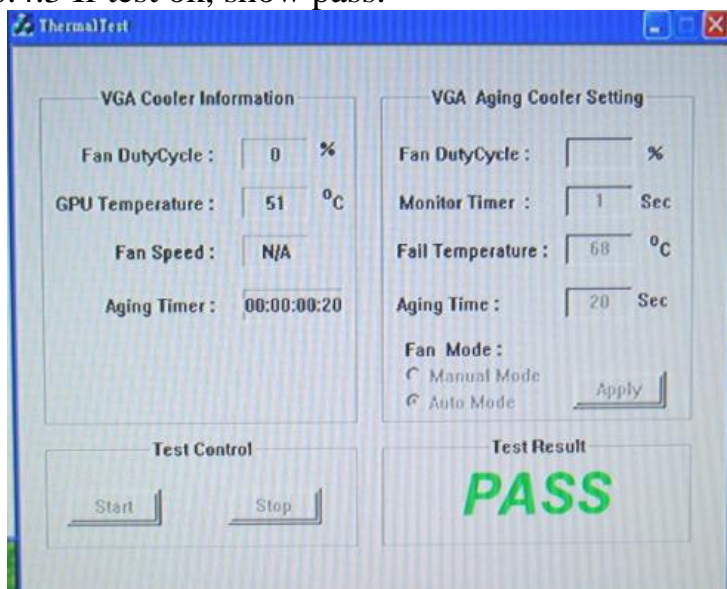 If test ok, show pass.
ThermalTest
VGA Cooler Information
Fan DutyCycle : 0 %
GPU Temperature : 51 °C
Fan Speed : N/A
Aging Timer : 00:00:00:20
VGA Aging Cooler Setting
Fan DutyCycle : %
Monitor Timer : 1 Sec
Fail Temperature : 68 °C
Aging Time : 20 Sec
Fan Mode :
Manual Mode
Auto Mode
Apply
Test Control
Start Stop
Test Result
PASS